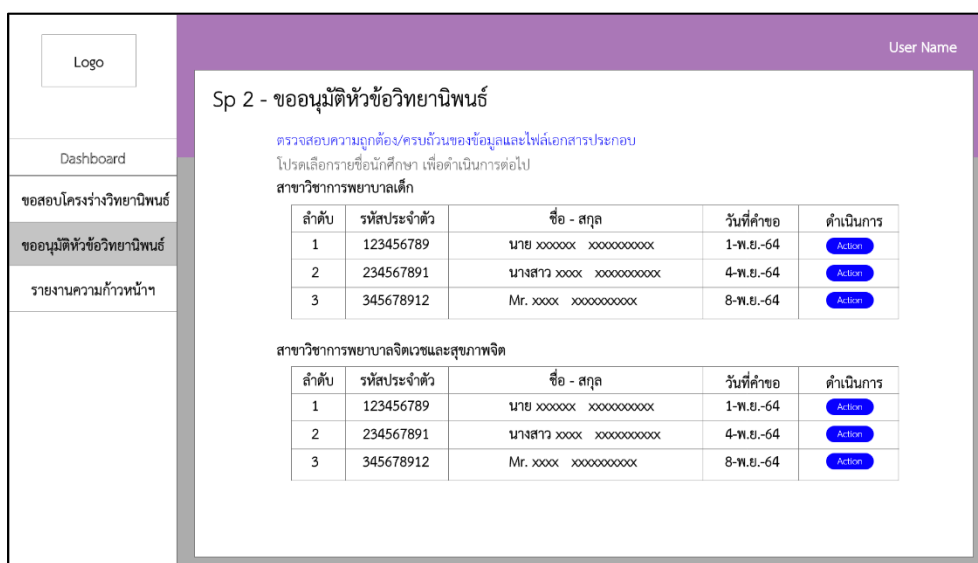 Logo
User Name
Dashboard
ขอสอบโครงร่างวิทยานิพนธ์
ขออนุมัติหัวข้อวิทยานิพนธ์
รายงานความก้าวหน้าฯ
Sp 2 - ขออนุมัติหัวข้อวิทยานิพนธ์
ตรวจสอบความถูกต้อง/ครบถ้วนของข้อมูลและไฟล์เอกสารประกอบ
โปรดเลือกรายชื่อนักศึกษา เพื่อดำเนินการต่อไป
สาขาวิชาการพยาบาลเด็ก
ลำดับ รหัสประจำตัว ชื่อ - สกุล วันที่คำขอ ดำเนินการ
1 123456789 นาย xxxxxx xxxxxxxxxx 1-พ.ย.-64 Action
2 234567891 นางสาว xxxx xxxxxxxxxx 4-พ.ย.-64 Action
3 345678912 Mr. xxxx xxxxxxxxxx 8-พ.ย.-64 Action
สาขาวิชาการพยาบาลจิตเวชและสุขภาพจิต
ลำดับ รหัสประจำตัว ชื่อ - สกุล วันที่คำขอ ดำเนินการ
1 123456789 นาย xxxxxx xxxxxxxxxx 1-พ.ย.-64 Action
2 234567891 นางสาว xxxx xxxxxxxxxx 4-พ.ย.-64 Action
3 345678912 Mr. xxxx xxxxxxxxxx 8-พ.ย.-64 Action